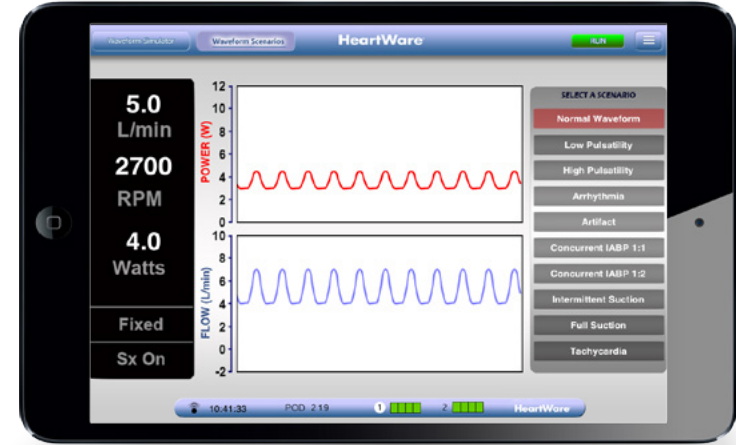 Waveform Simulator
Waveform Scenarios
HeartWare
RUN
5.0
L/min
2700
RPM
4.0
Watts
Fixed
Sx On
POWER (W)
12
10
8
6
4
2
0
FLOW (L/min)
10
8
6
4
2
0
-2
SELECT A SCENARIO
Normal Waveform
Low Pulsatility
High Pulsatility
Arrhythmia
Artifact
Concurrent IABP 1:1
Concurrent IABP 1:2
Intermittent Suction
Full Suction
Tachycardia
10:41:33 POD 219 1 2 HeartWare